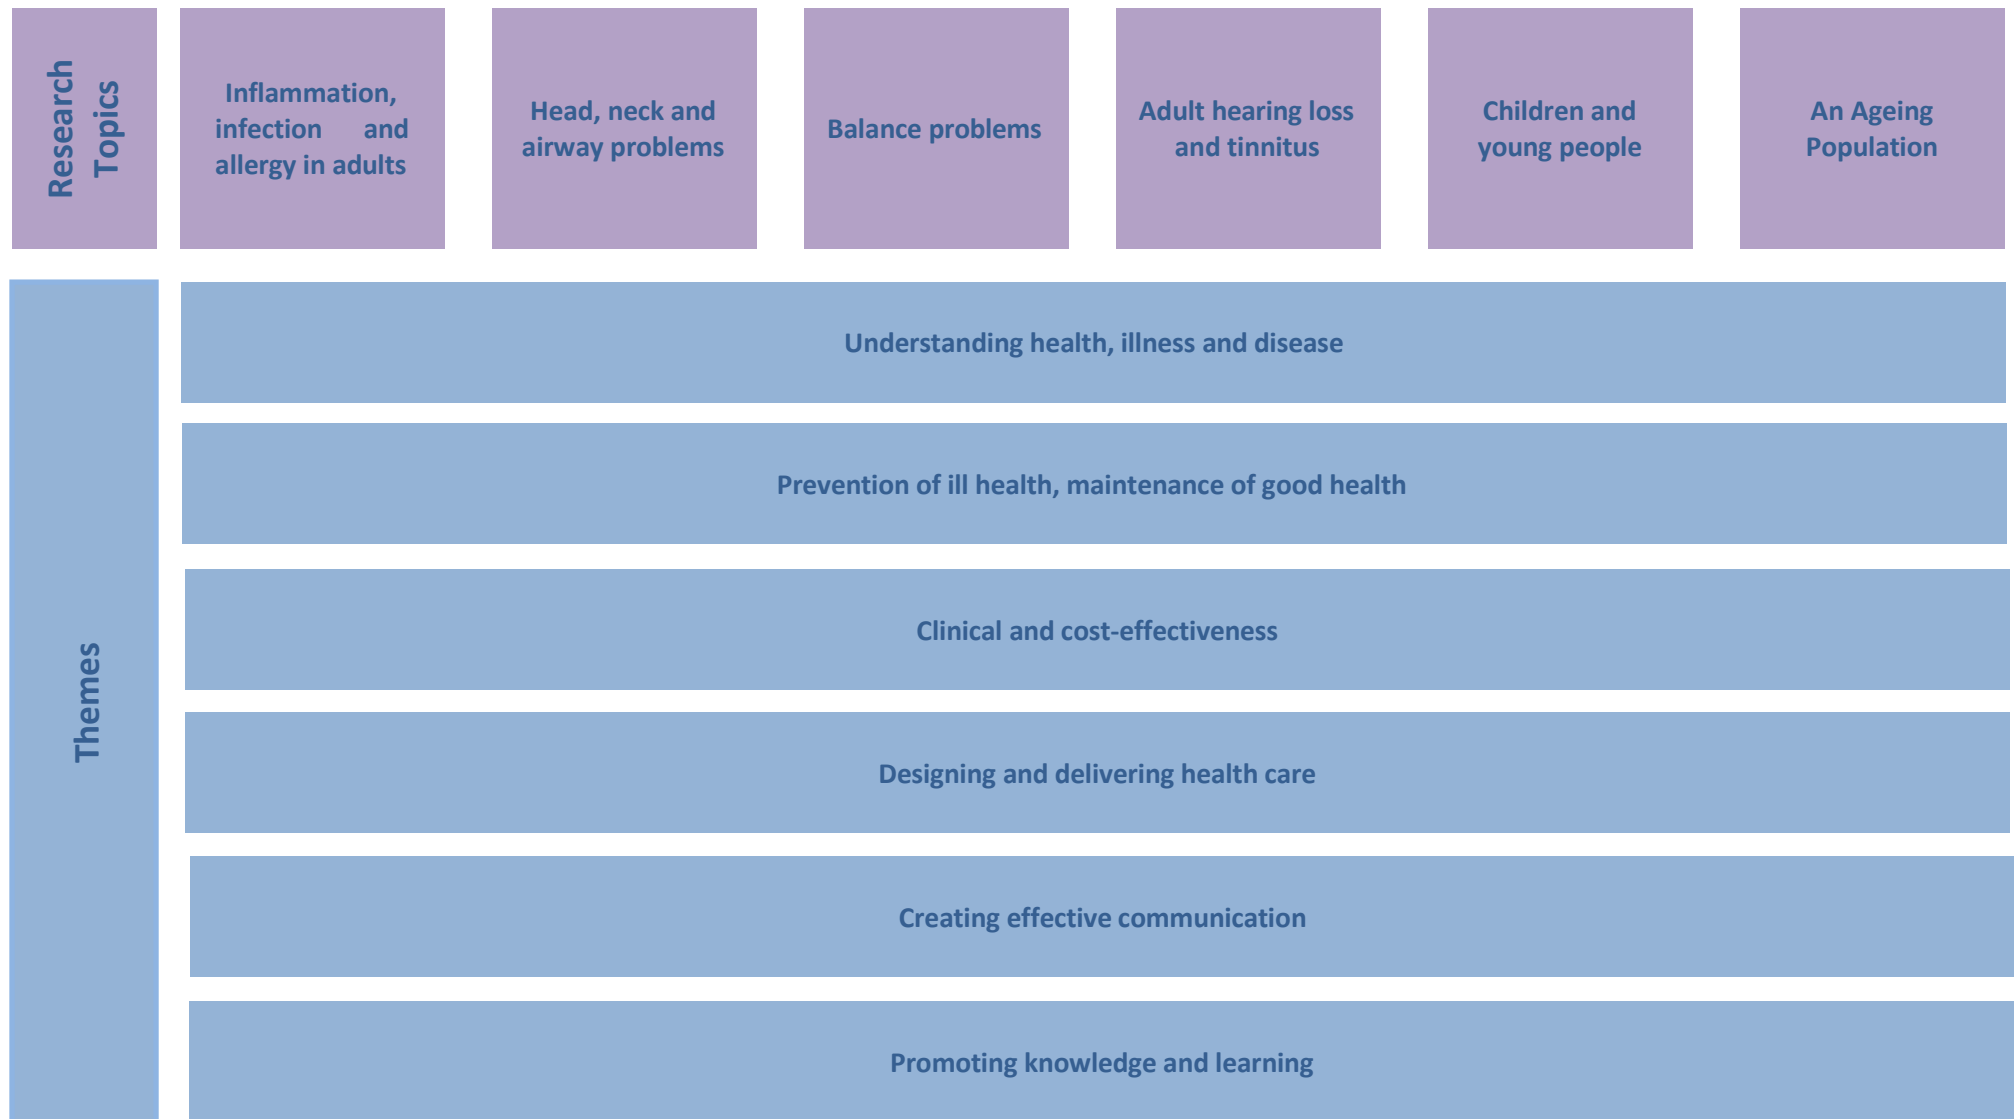 Research
Topics
Inflammation,
infection and
allergy in adults
Head, neck and
airway problems
Balance problems
Adult hearing loss
and tinnitus
Children and
young people
An Ageing
Population
Themes
Understanding health, illness and disease
Prevention of ill health, maintenance of good health
Clinical and cost-effectiveness
Designing and delivering health care
Creating effective communication
Promoting knowledge and learning